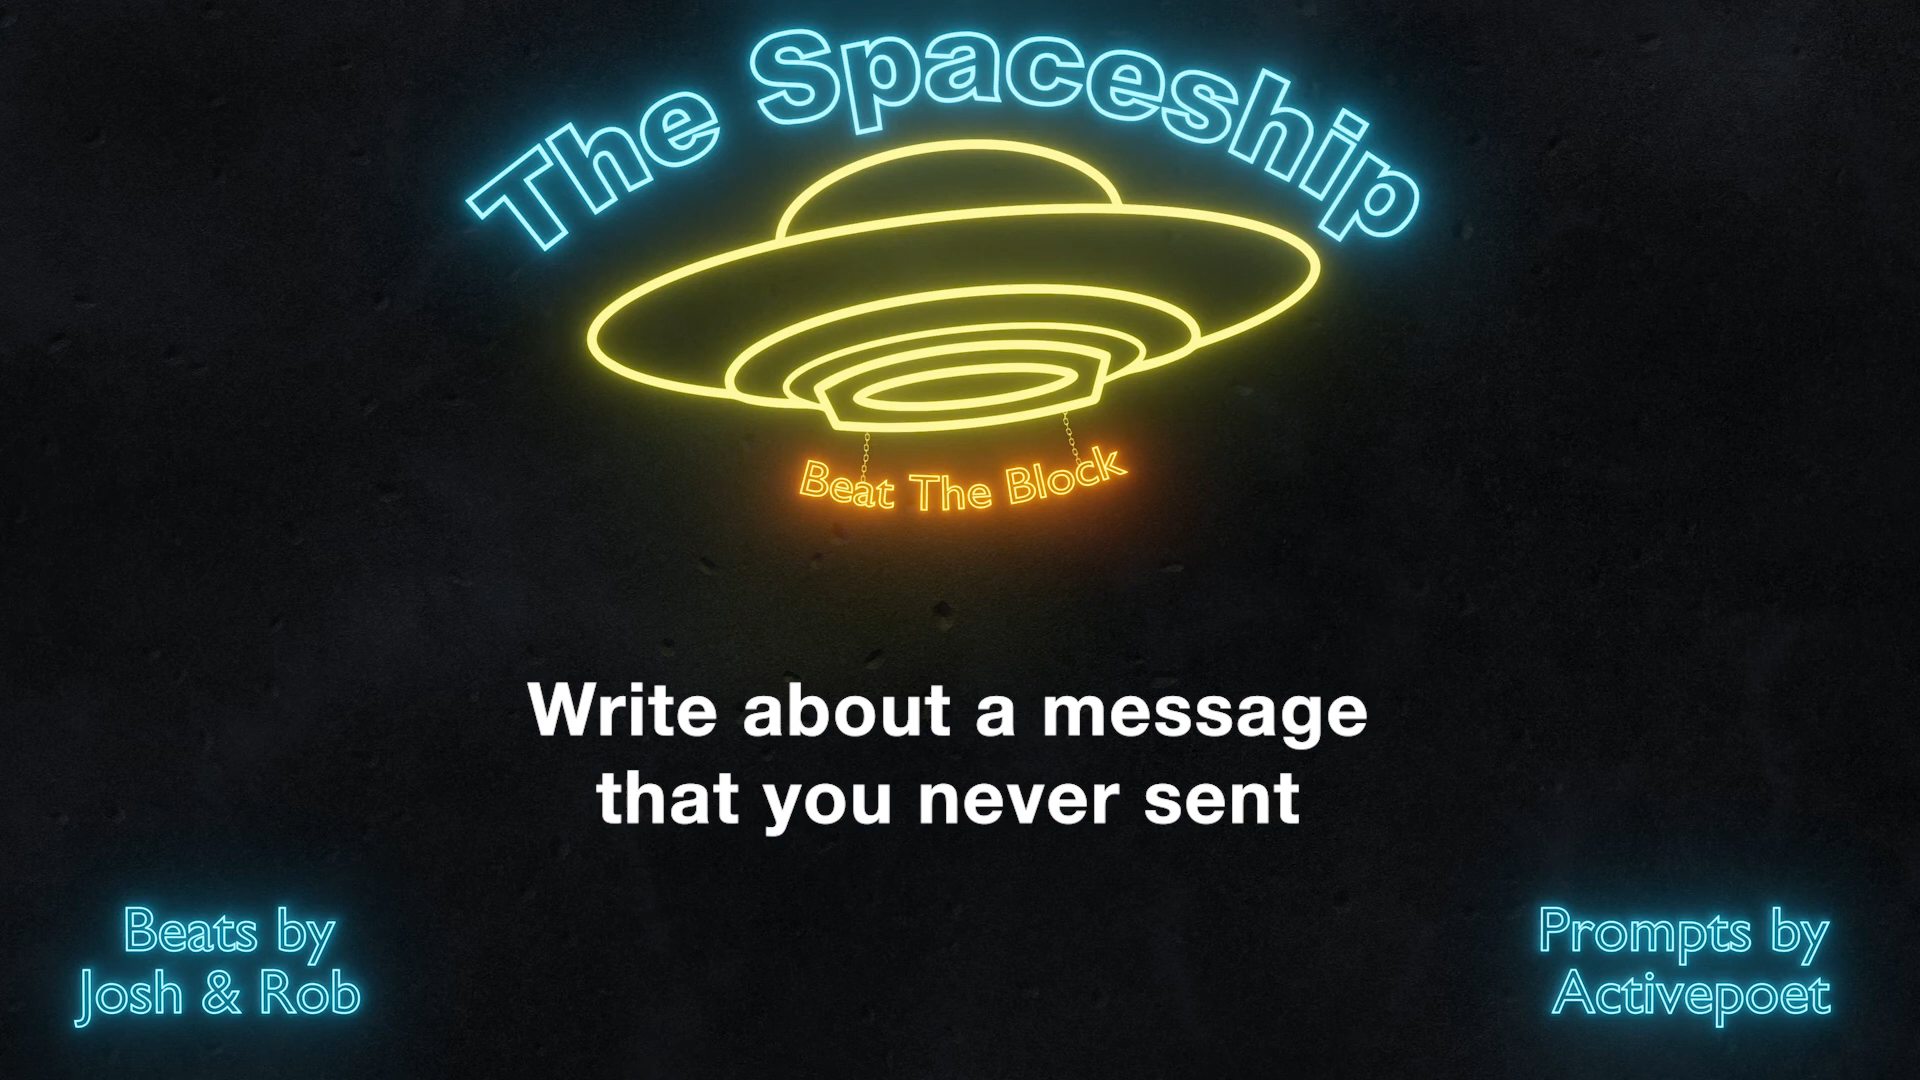 The Spaceship
Beat The Block
Write about a message
that you never sent
Beats by
Josh & Rob
Prompts by
Activepoet